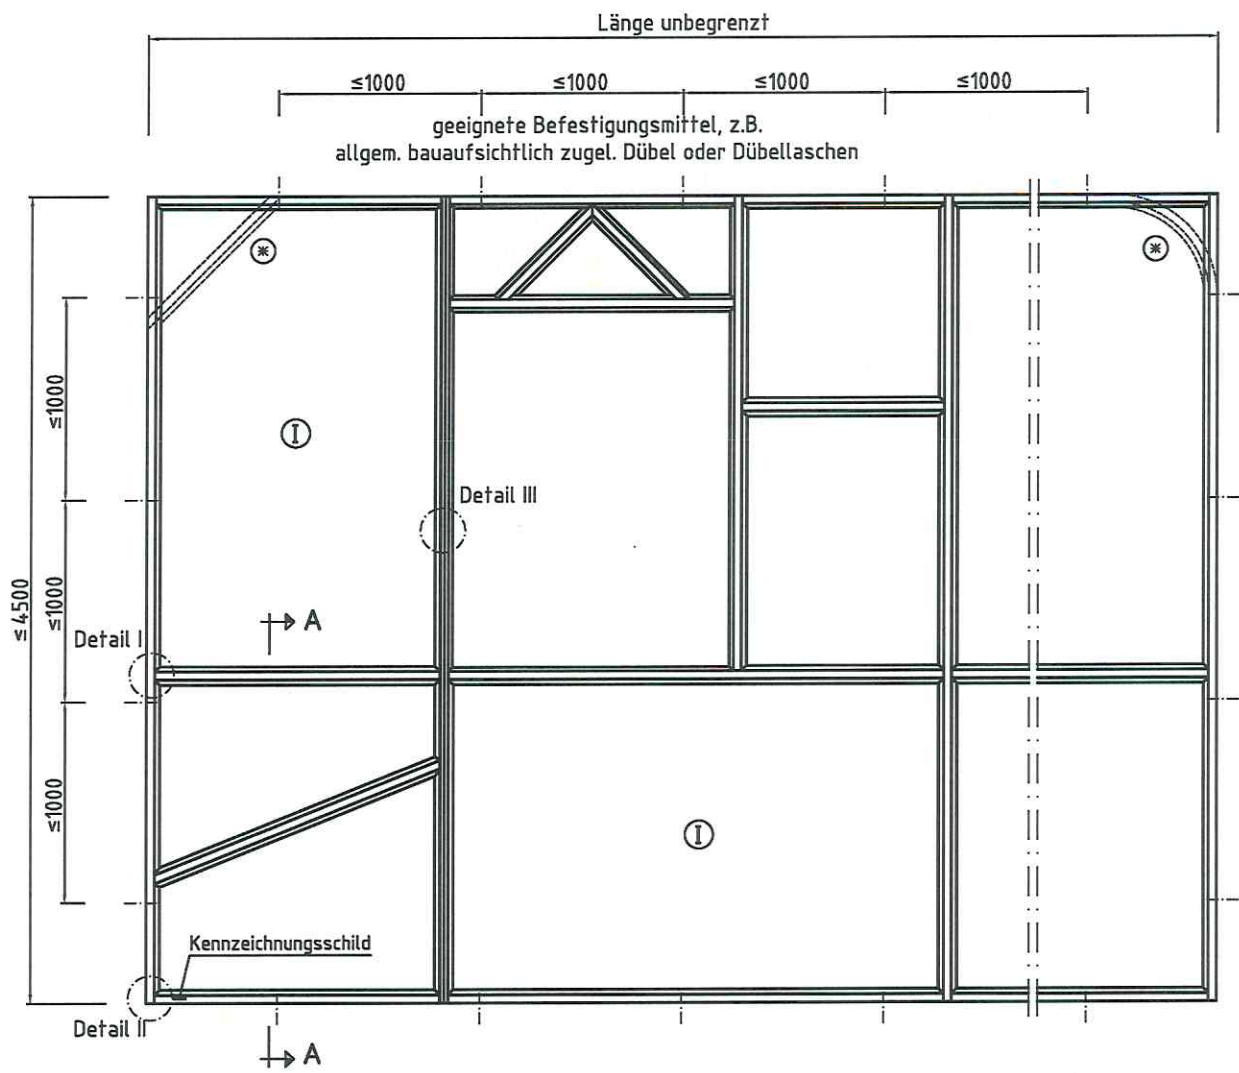 Länge unbegrenzt
≤1000
≤1000
≤1000
≤1000
geeignete Befestigungsmittel, z.B.
allgem. bauaufsichtlich zugel. Dübel oder Dübellaschen
*
*
≤1000
I
Detail III
≤4500
≤1000
A
Detail I
≤1000
I
Kennzeichnungsschild
Detail II
A